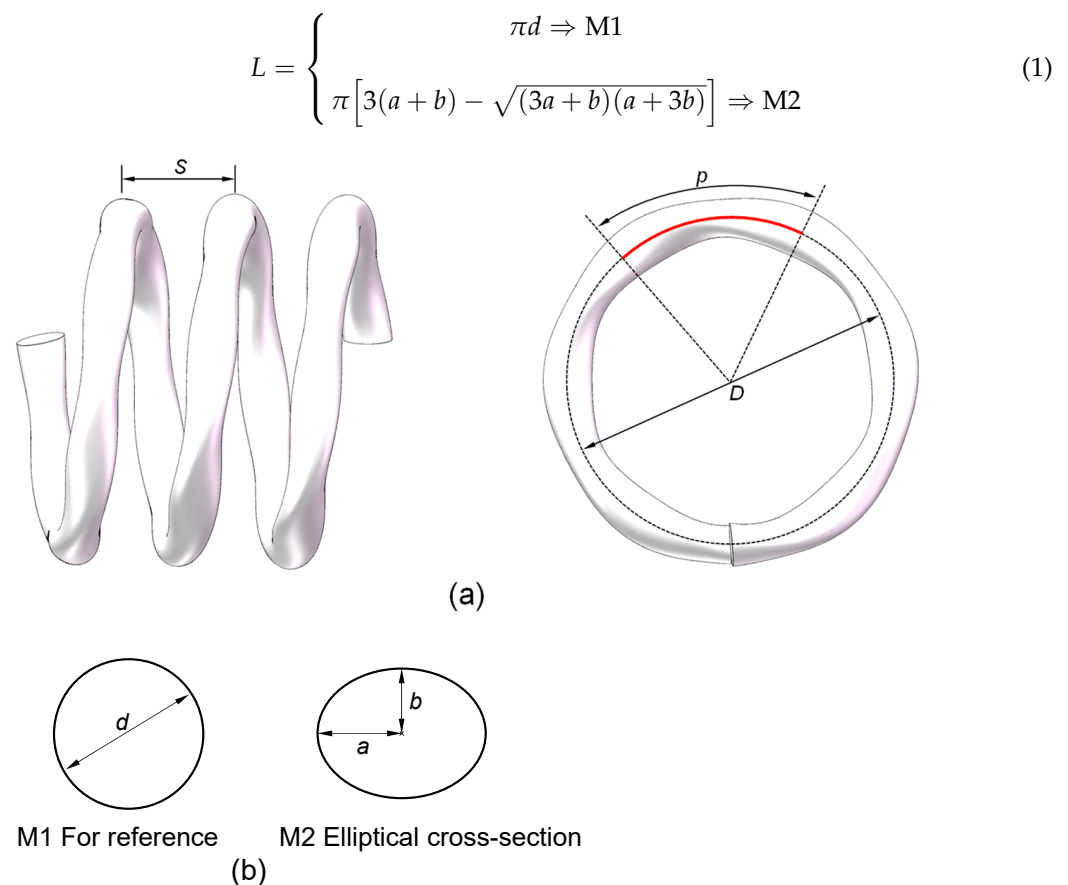 L = { πd ⇒ M1
π[3(a + b) − √(3a + b)(a + 3b)] ⇒ M2
(1)
S
p
D
(a)
d
b
a
M1 For reference
M2 Elliptical cross-section
(b)